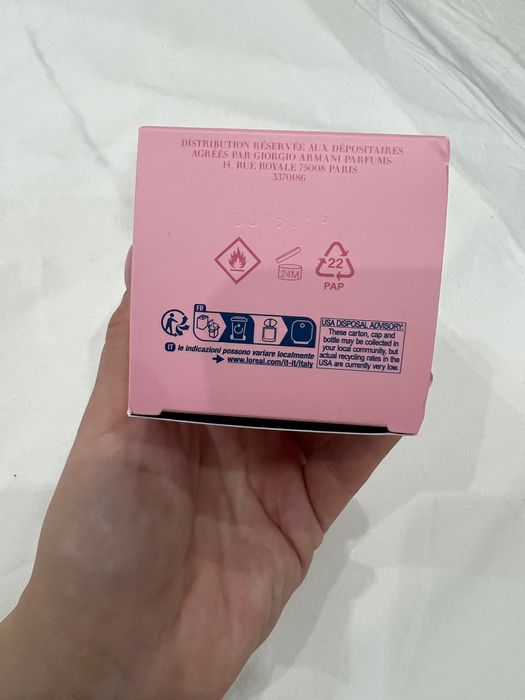 DISTRIBUTION RÉSERVÉE AUX DÉPOSITAIRES
AGRÉÉS PAR GIORGIO ARMANI PARFUMS
14, RUE ROYALE 75008 PARIS
3370186
24M
22
PAP
FR
IT le indicazioni possono variare localmente
www.loreal.com/it-it/italy
USA DISPOSAL ADVISORY:
These carton, cap and
bottle may be collected in
your local community, but
actual recycling rates in the
USA are currently very low.